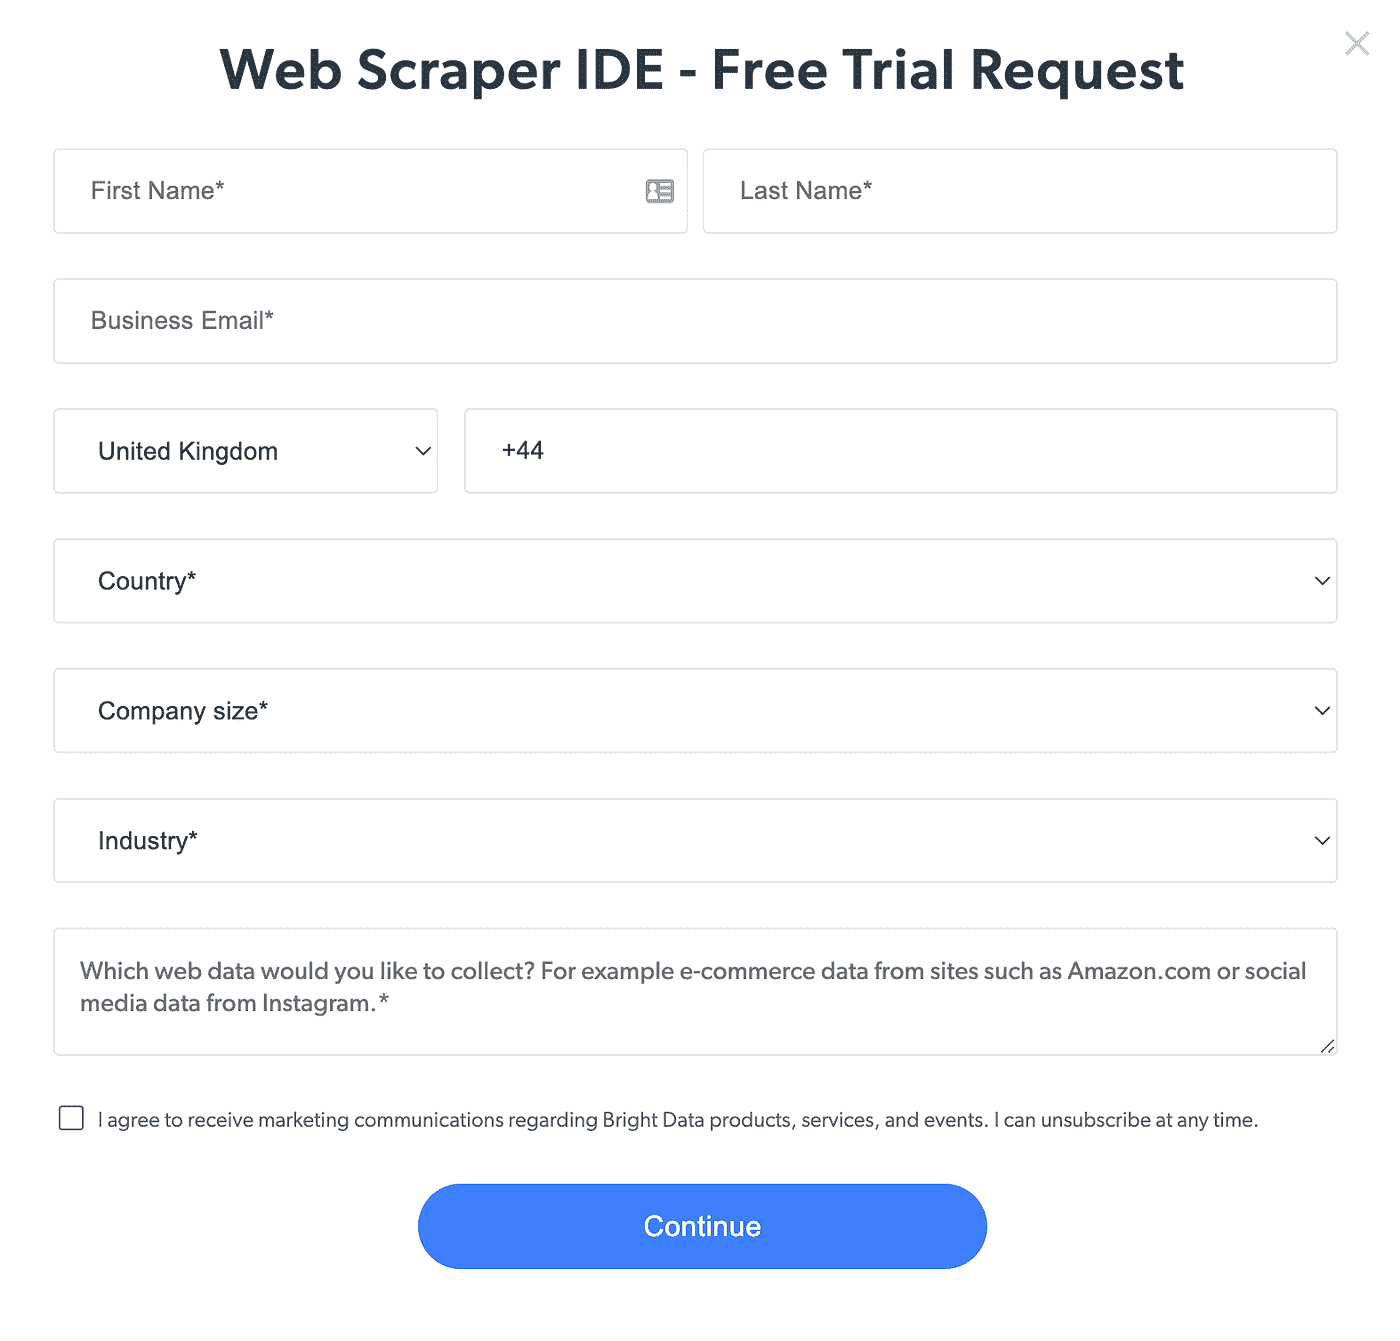 Web Scraper IDE - Free Trial Request
First Name*
Last Name*
Business Email*
United Kingdom
+44
Country*
Company size*
Industry*
Which web data would you like to collect? For example e-commerce data from sites such as Amazon.com or social
media data from Instagram.*
I agree to receive marketing communications regarding Bright Data products, services, and events. I can unsubscribe at any time.
Continue